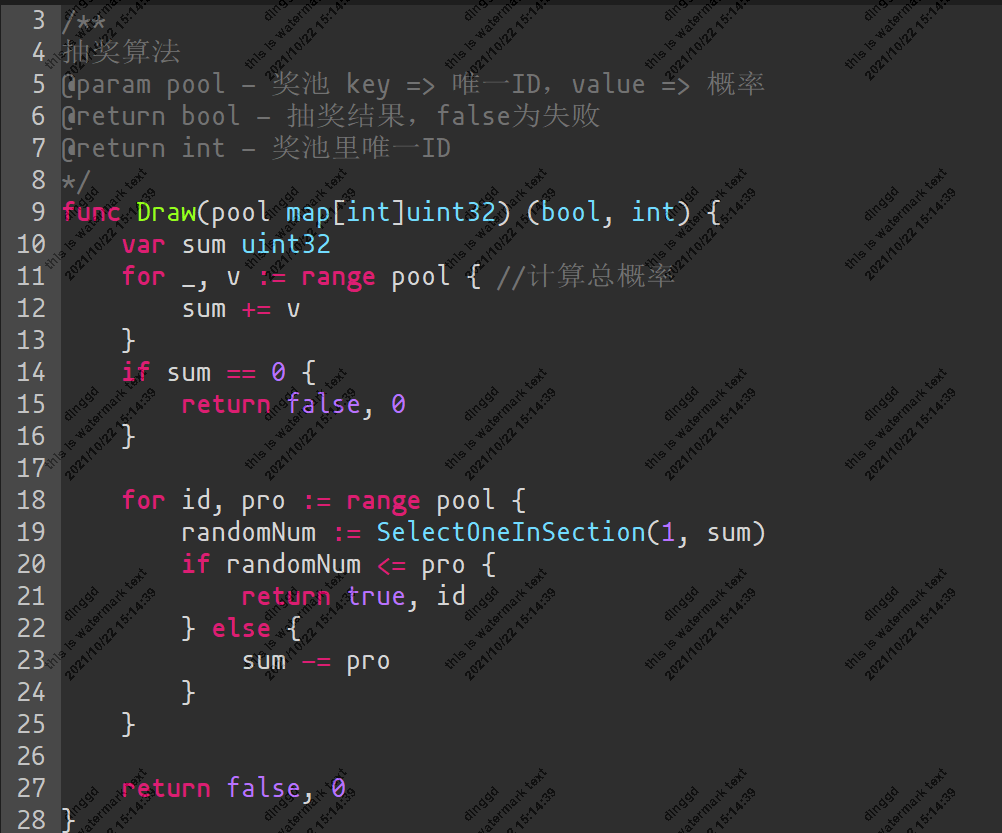 3 /**
4 抽奖算法
5 @param pool - 奖池 key => 唯一ID，value => 概率
6 @return bool - 抽奖结果，false为失败
7 @return int - 奖池里唯一ID
8 */
9 func Draw(pool map[int]uint32) (bool, int) {
10     var sum uint32
11     for _, v := range pool { //计算总概率
12         sum += v
13     }
14     if sum == 0 {
15         return false, 0
16     }
17
18     for id, pro := range pool {
19         randomNum := SelectOneInSection(1, sum)
20         if randomNum <= pro {
21             return true, id
22         } else {
23             sum -= pro
24         }
25     }
26
27     return false, 0
28 }
dinggd
this is watermark text
2021/10/22 15:14:39